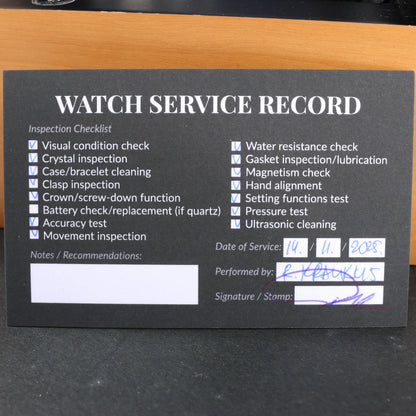 WATCH SERVICE RECORD
Inspection Checklist
Visual condition check
Crystal inspection
Case/bracelet cleaning
Clasp inspection
Crown/screw-down function
Battery check/replacement (if quartz)
Accuracy test
Movement inspection
Water resistance check
Gasket inspection/lubrication
Magnetism check
Hand alignment
Setting functions test
Pressure test
Ultrasonic cleaning
Date of Service: 14. / 11. / 2025.
Performed by:
Signature / Stamp:
Notes / Recommendations: